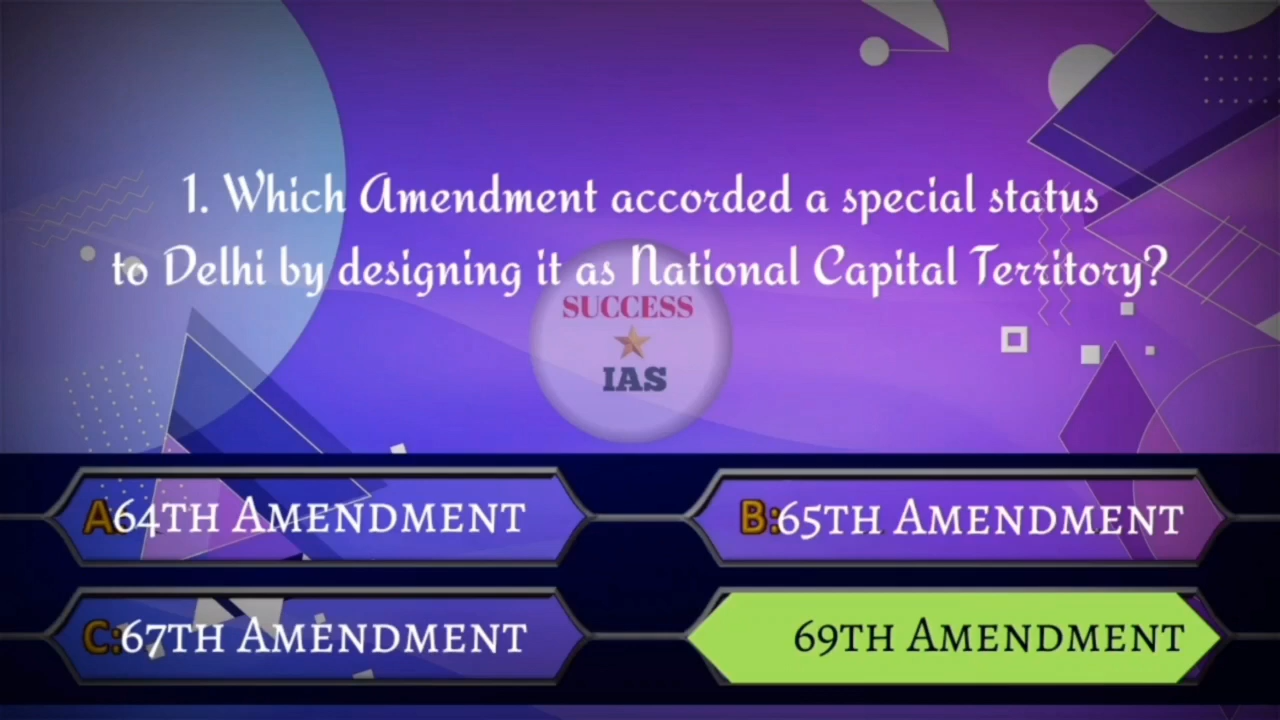 1. Which Amendment accorded a special status
to Delhi by designing it as National Capital Territory?
SUCCESS
IAS
A: 64TH AMENDMENT
B: 65TH AMENDMENT
C: 67TH AMENDMENT
69TH AMENDMENT